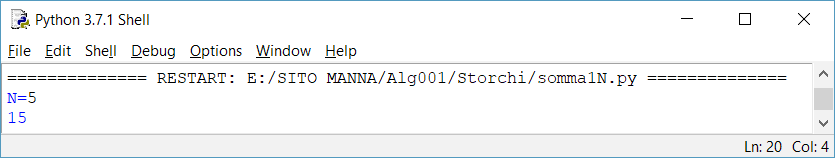 Python 3.7.1 Shell
File Edit Shell Debug Options Window Help
============== RESTART: E:/SITO MANNA/Alg001/Storchi/somma1N.py ==============
N=5
15
Ln: 20 Col: 4